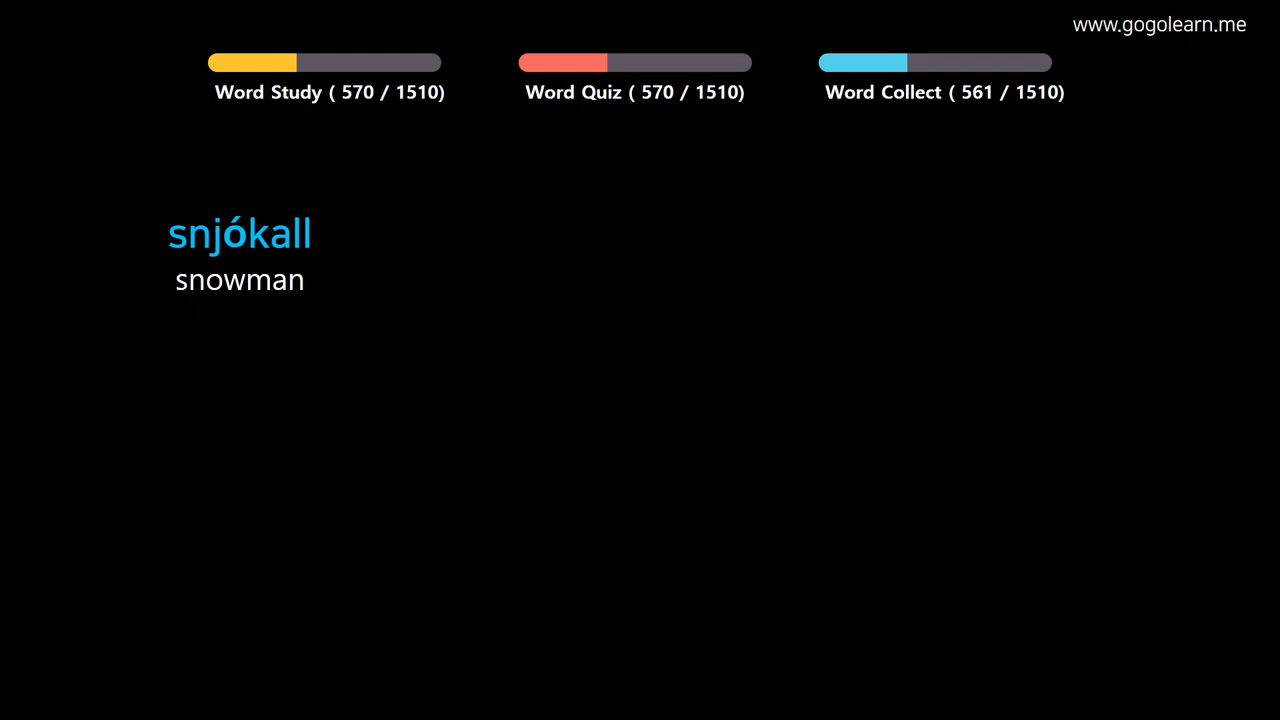 www.gogolearn.me
Word Study ( 570 / 1510)
Word Quiz ( 570 / 1510)
Word Collect ( 561 / 1510)
snjókall
snowman